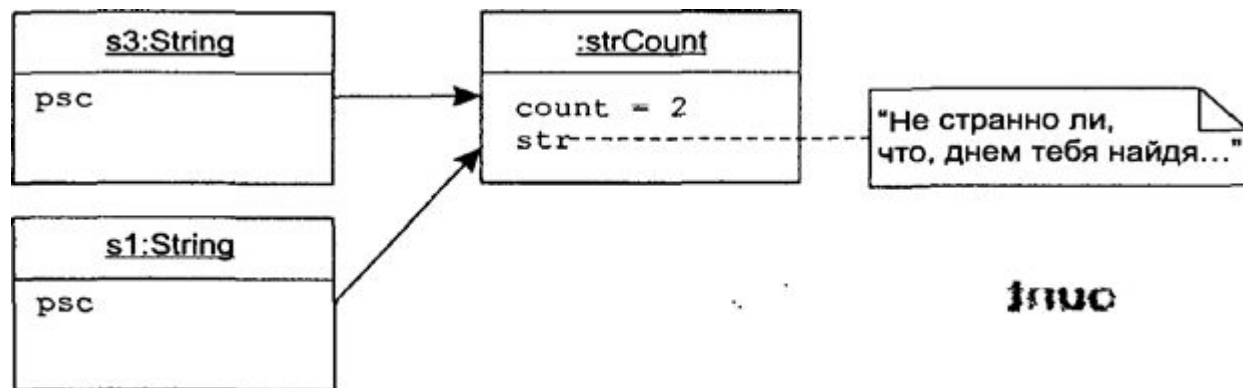 s3:String
psc
:strCount
count = 2
str
"Не странно ли,
что, днем тебя найдя..."
s1:String
psc